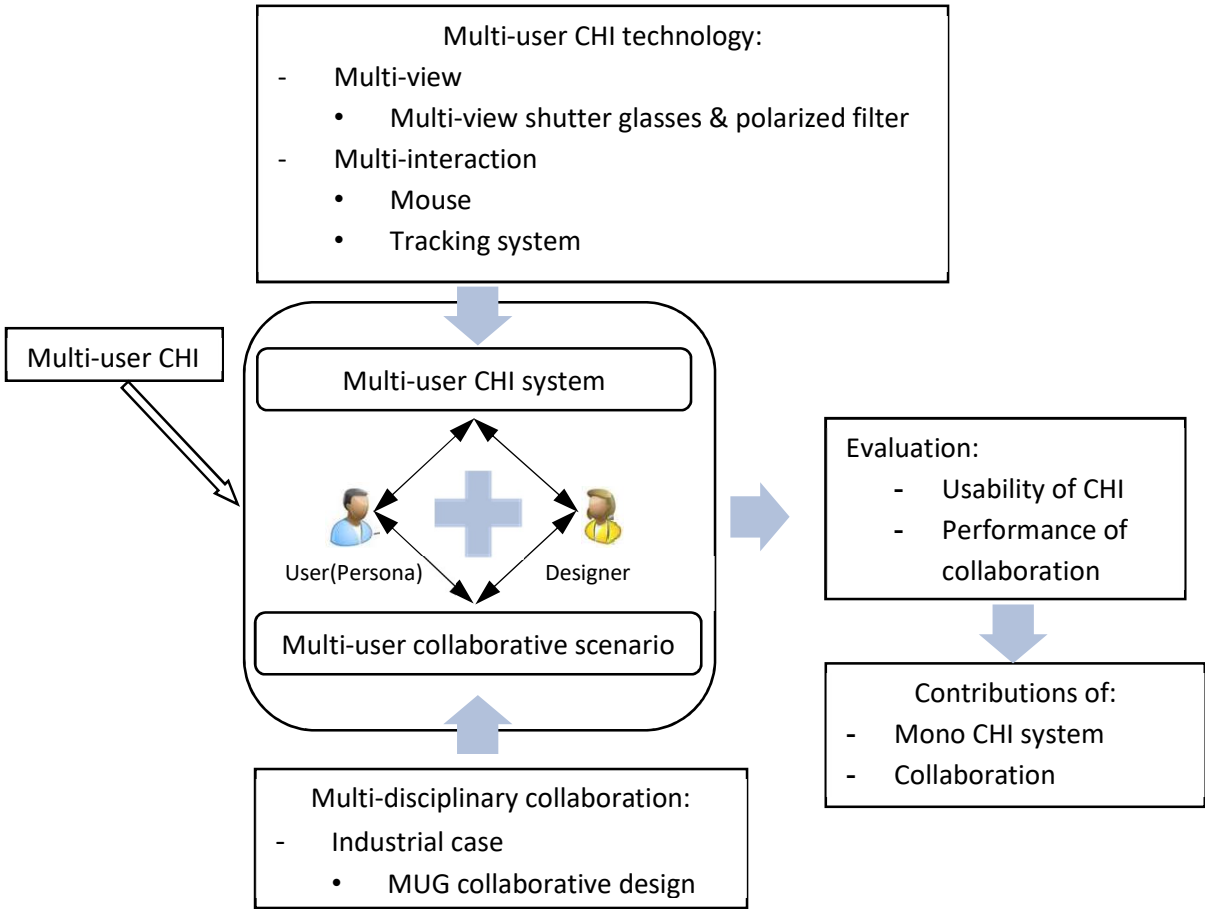 Multi-user CHI technology:
- Multi-view
• Multi-view shutter glasses & polarized filter
- Multi-interaction
• Mouse
• Tracking system
Multi-user CHI
Multi-user CHI system
User(Persona)
Designer
Multi-user collaborative scenario
Evaluation:
- Usability of CHI
- Performance of
collaboration
Contributions of:
- Mono CHI system
- Collaboration
Multi-disciplinary collaboration:
- Industrial case
• MUG collaborative design